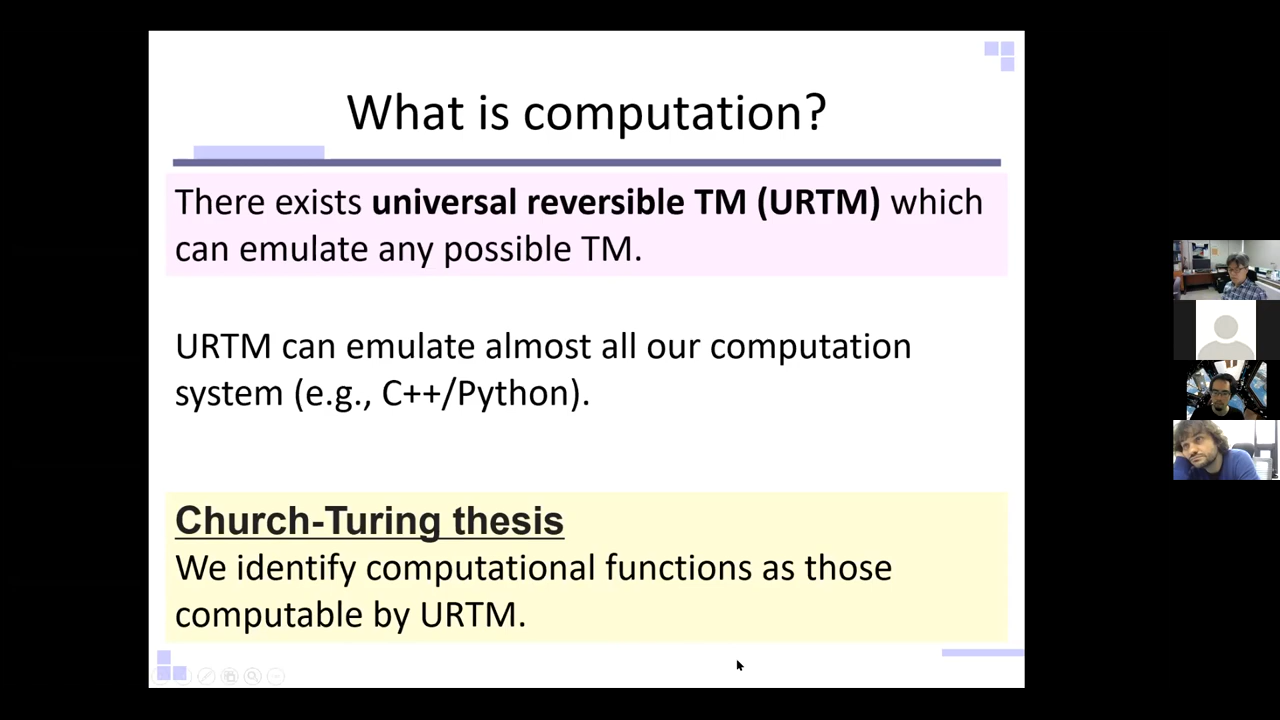 What is computation?
There exists universal reversible TM (URTM) which
can emulate any possible TM.
URTM can emulate almost all our computation
system (e.g., C++/Python).
Church-Turing thesis
We identify computational functions as those
computable by URTM.